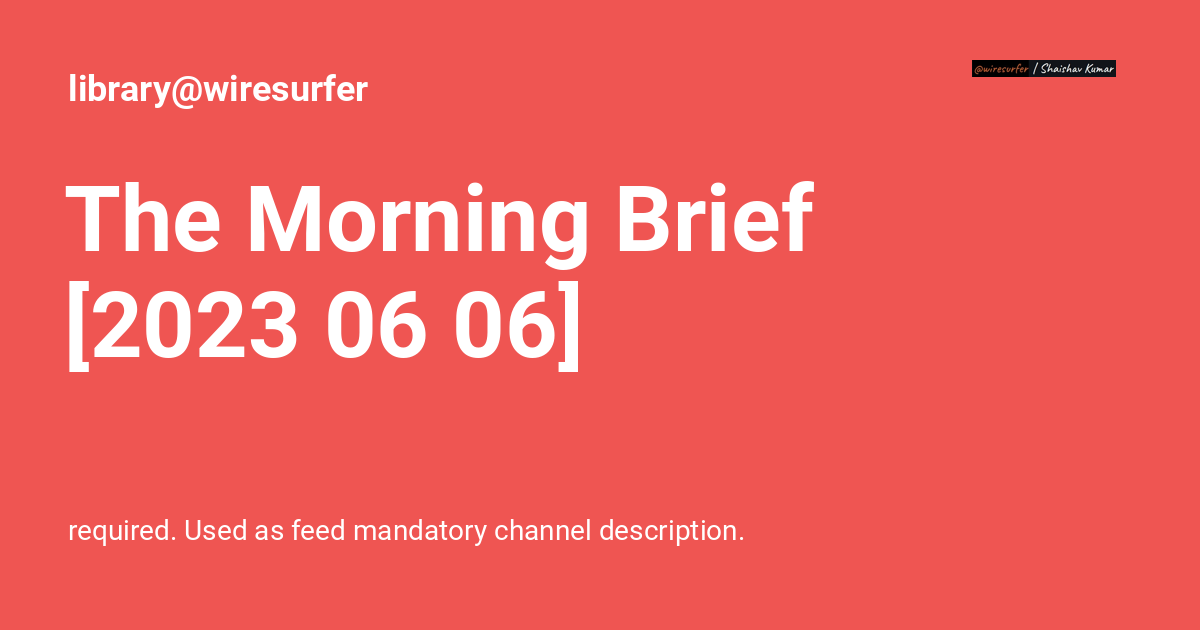 library@wiresurfer
@wiresurfer | Shaishav Kumar
The Morning Brief
[2023 06 06]
required. Used as feed mandatory channel description.